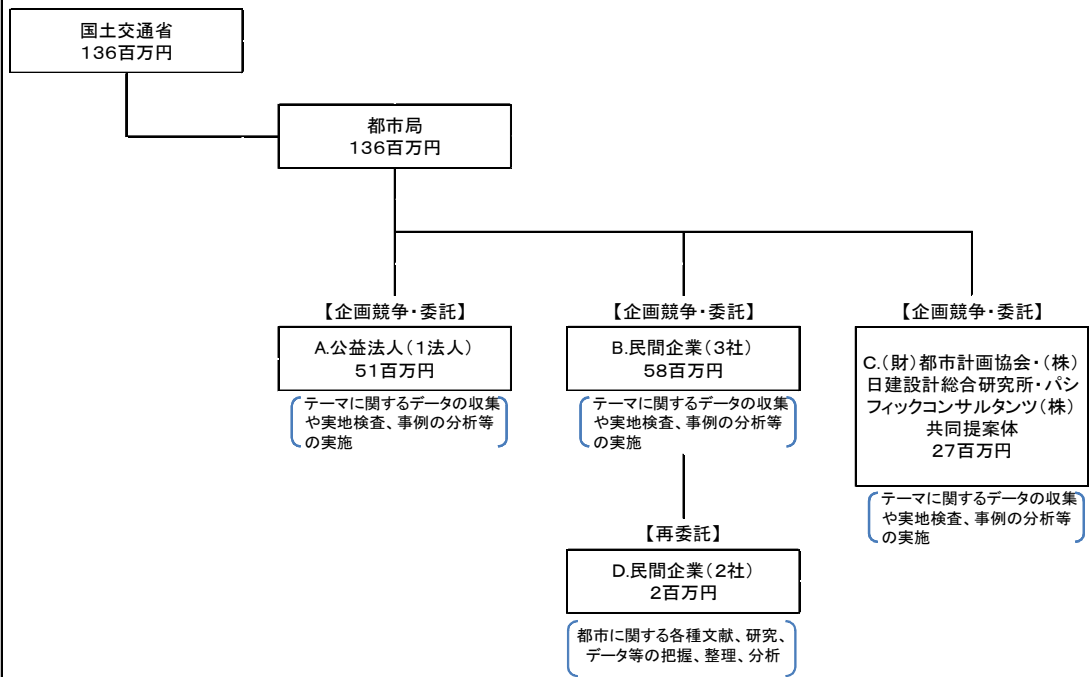 国土交通省
136百万円
都市局
136百万円
【企画競争・委託】
A.公益法人(1法人)
51百万円
テーマに関するデータの収集
や実地検査、事例の分析等
の実施
【企画競争・委託】
B.民間企業(3社)
58百万円
テーマに関するデータの収集
や実地検査、事例の分析等
の実施
【企画競争・委託】
C.(財)都市計画協会・(株)
日建設計総合研究所・パシ
フィックコンサルタンツ(株)
共同提案体
27百万円
テーマに関するデータの収集
や実地検査、事例の分析等
の実施
【再委託】
D.民間企業(2社)
2百万円
都市に関する各種文献、研究、
データ等の把握、整理、分析